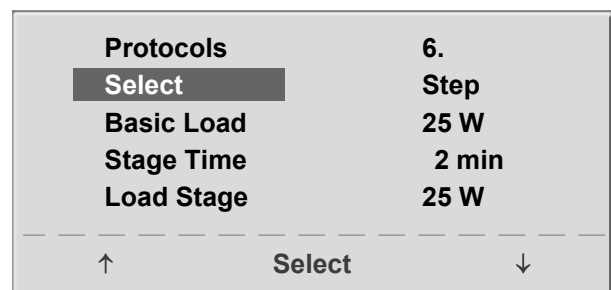 Protocols 6.
Select Step
Basic Load 25 W
Stage Time 2 min
Load Stage 25 W
↑ Select ↓